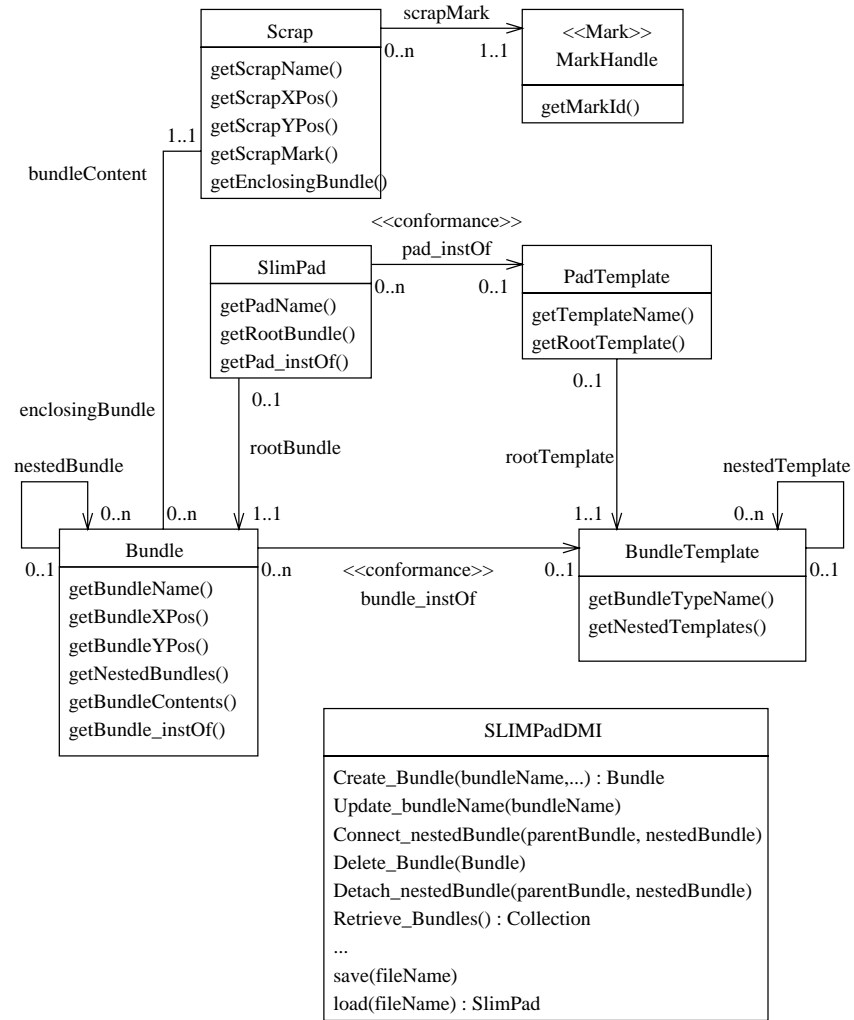 scrapMark
Scrap
<<Mark>>
MarkHandle
0..n
1..1
getScrapName()
getScrapXPos()
getScrapYPos()
getScrapMark()
getEnclosingBundle()
getMarkId()
1..1
bundleContent
<<conformance>>
pad_instOf
SlimPad
PadTemplate
0..n
0..1
getPadName()
getRootBundle()
getPad_instOf()
getTemplateName()
getRootTemplate()
0..1
0..1
enclosingBundle
rootBundle
rootTemplate
nestedBundle
nestedTemplate
0..n
0..n
1..1
1..1
0..n
Bundle
BundleTemplate
0..1
0..n
<<conformance>>
bundle_instOf
0..1
0..1
getBundleName()
getBundleXPos()
getBundleYPos()
getNestedBundles()
getBundleContents()
getBundle_instOf()
getBundleTypeName()
getNestedTemplates()
SLIMPadDMI
Create_Bundle(bundleName,...) : Bundle
Update_bundleName(bundleName)
Connect_nestedBundle(parentBundle, nestedBundle)
Delete_Bundle(Bundle)
Detach_nestedBundle(parentBundle, nestedBundle)
Retrieve_Bundles() : Collection
...
save(fileName)
load(fileName) : SlimPad